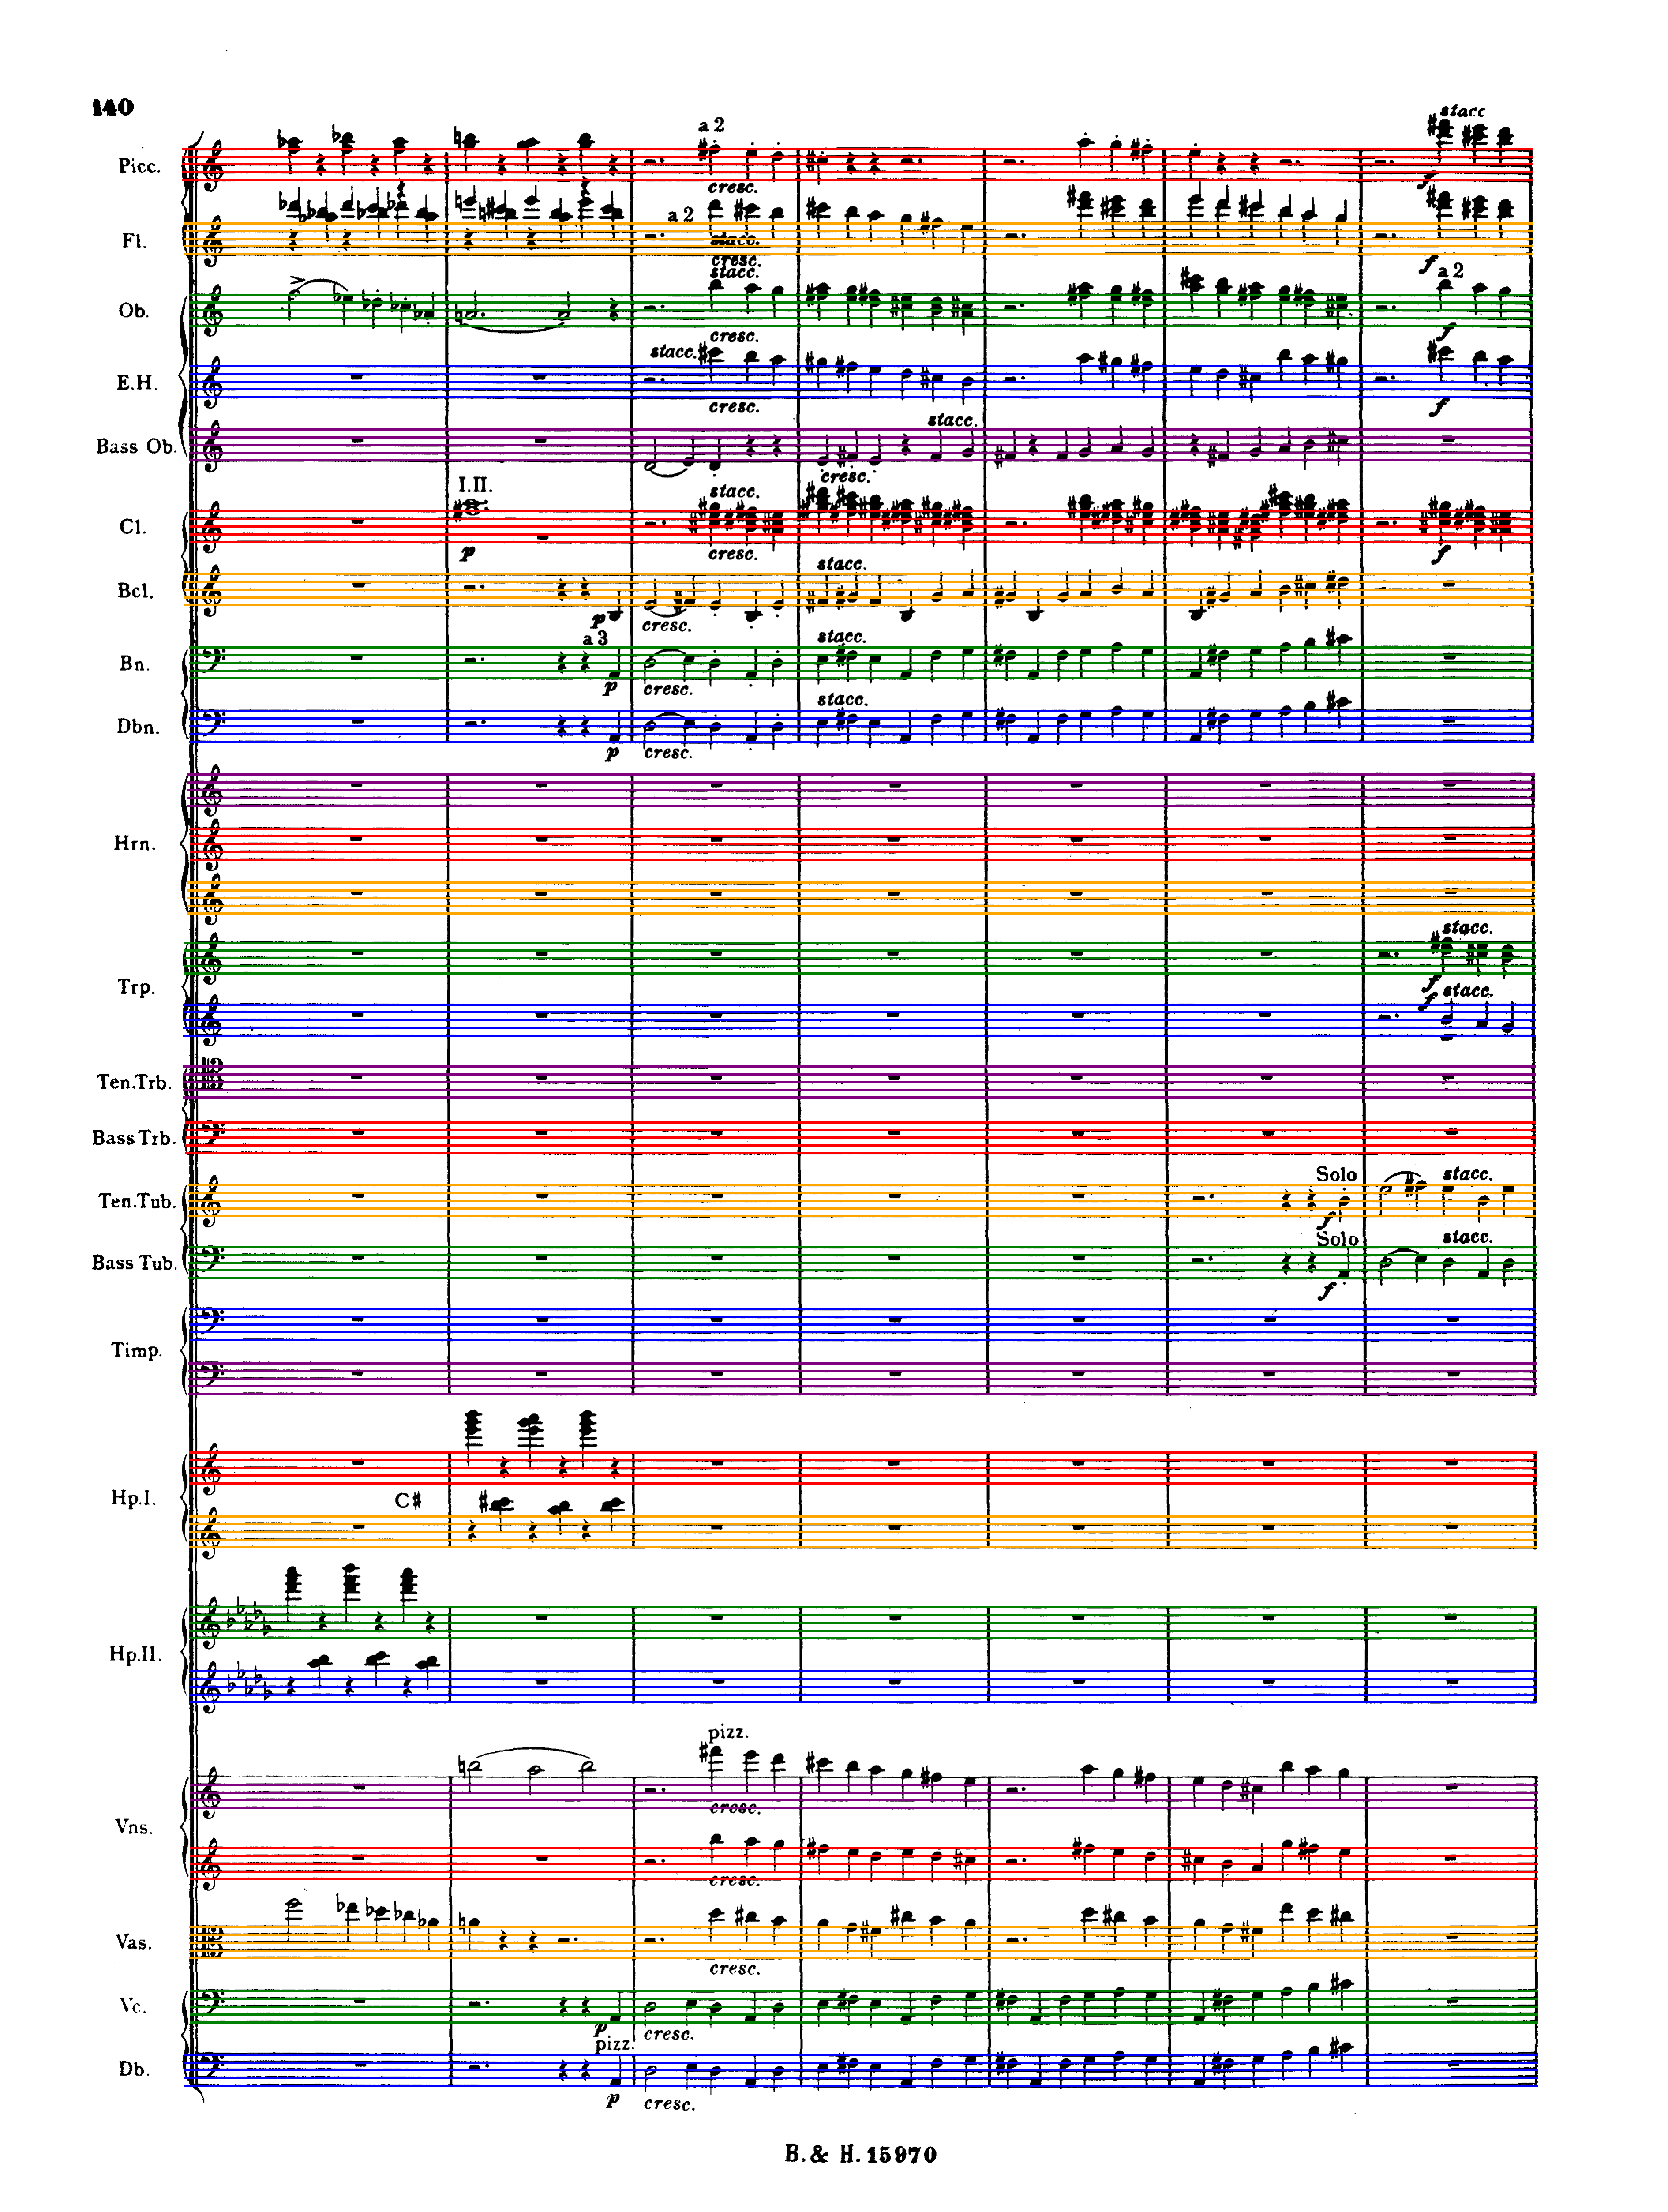 140
a 2
stacc
Picc.
cresc.
f
a 2
Fl.
stacc.
cresc.
f
stacc.
a 2
Ob.
cresc.
f
stacc.
E.H.
cresc.
f
stacc.
Bass Ob.
cresc.
I.II.
stacc.
Cl.
p
cresc.
f
stacc.
Bcl.
p
cresc.
a 3
stacc.
Bn.
p
cresc.
stacc.
Dbn.
p
cresc.
Hrn.
stacc.
f
Trp.
f stacc.
Ten.Trb.
Bass Trb.
Solo
stacc.
Ten.Tub.
f
Solo
stacc.
Bass Tub.
f
Timp.
Hp.I.
C#
Hp.II.
pizz.
cresc.
Vns.
cresc.
Vas.
cresc.
Vc.
p
cresc.
pizz.
Db.
p
cresc.
B. & H. 15970